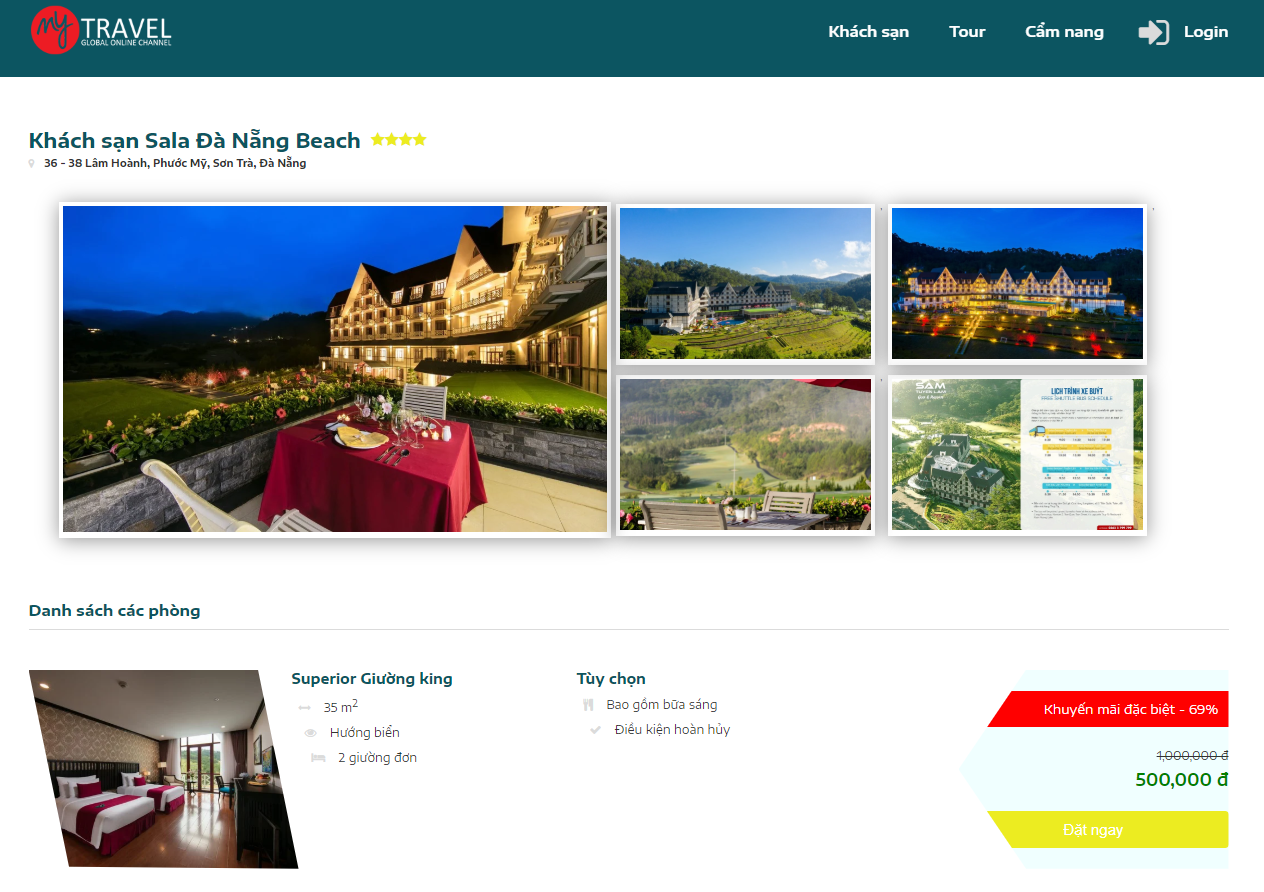 my TRAVEL
GLOBAL ONLINE CHANNEL
Khách sạn
Tour
Cẩm nang
Login
Khách sạn Sala Đà Nẵng Beach
36 - 38 Lâm Hoành, Phước Mỹ, Sơn Trà, Đà Nẵng
SAM
TUYEN LAM
LỊCH TRÌNH XE BUÝT
FREE SHUTTLE BUS SCHEDULE
Danh sách các phòng
Superior Giường king
35 m2
Hướng biển
2 giường đơn
Tùy chọn
Bao gồm bữa sáng
Điều kiện hoàn hủy
Khuyến mãi đặc biệt - 69%
1,000,000 đ
500,000 đ
Đặt ngay